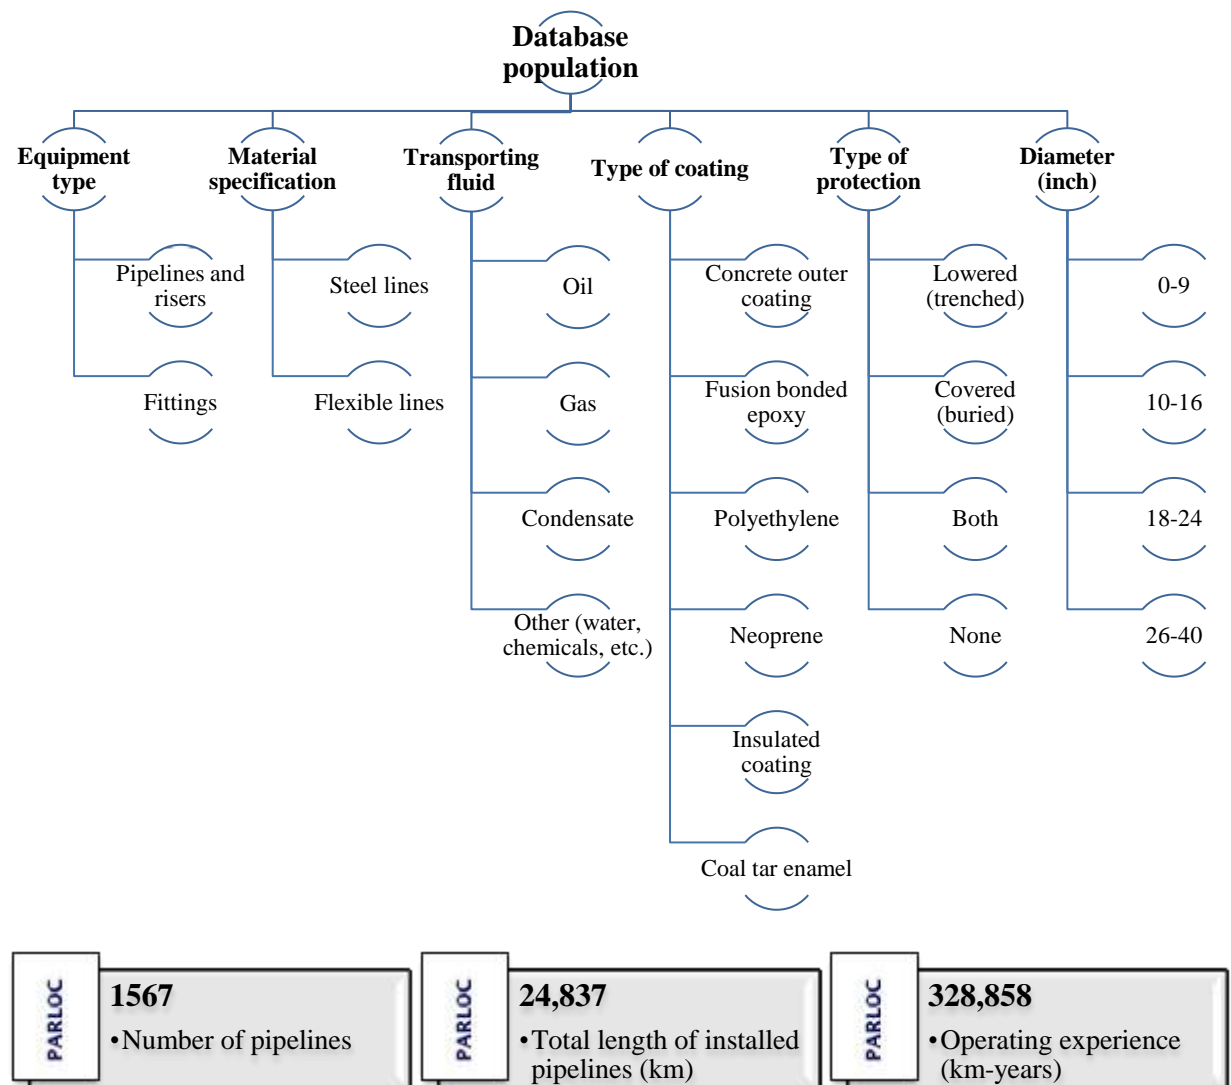 Database
population
Equipment
type
Material
specification
Transporting
fluid
Type of coating
Type of
protection
Diameter
(inch)
Pipelines and
risers
Fittings
Steel lines
Flexible lines
Oil
Gas
Condensate
Other (water,
chemicals, etc.)
Concrete outer
coating
Fusion bonded
epoxy
Polyethylene
Neoprene
Insulated
coating
Coal tar enamel
Lowered
(trenched)
Covered
(buried)
Both
None
0-9
10-16
18-24
26-40
PARLOC
1567
•Number of pipelines
PARLOC
24,837
•Total length of installed
pipelines (km)
PARLOC
328,858
•Operating experience
(km-years)